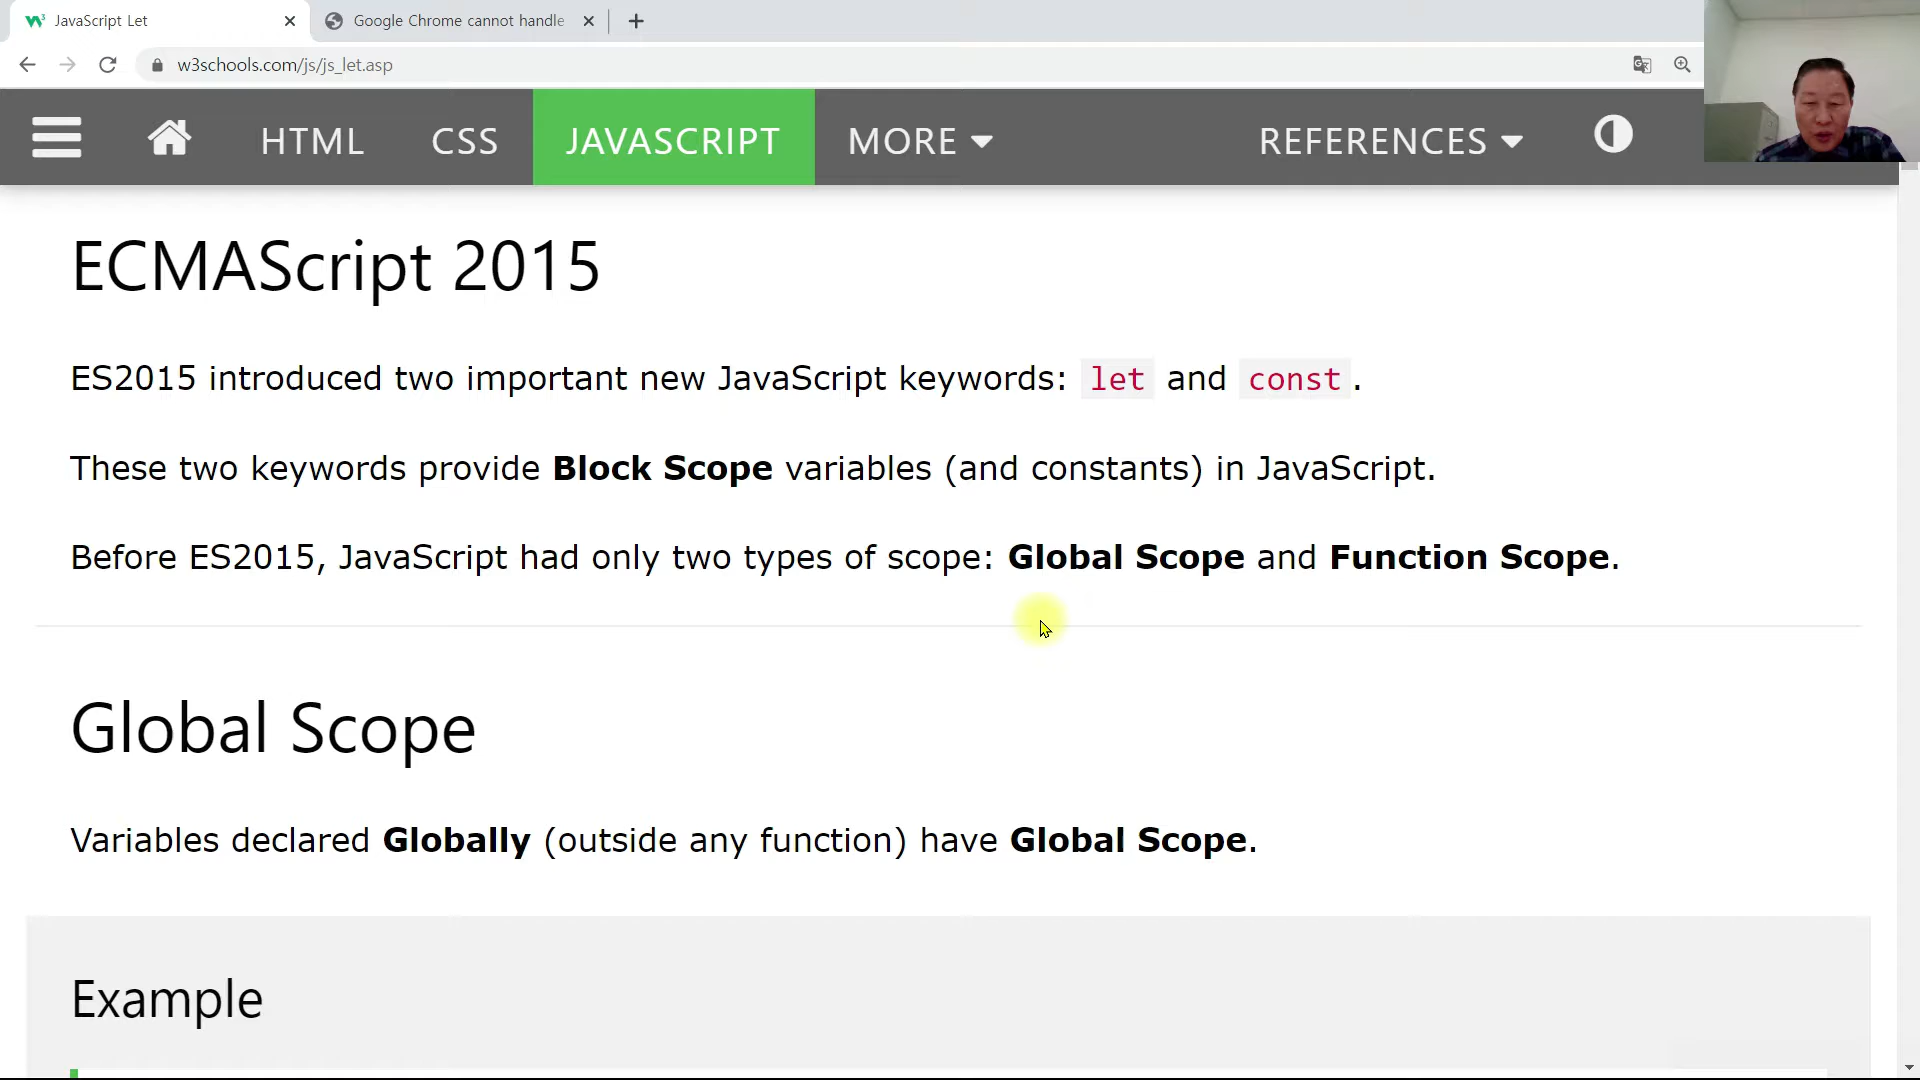 JavaScript Let
Google Chrome cannot handle
w3schools.com/js/js_let.asp
HTML CSS JAVASCRIPT MORE REFERENCES
ECMAScript 2015
ES2015 introduced two important new JavaScript keywords: let and const.
These two keywords provide Block Scope variables (and constants) in JavaScript.
Before ES2015, JavaScript had only two types of scope: Global Scope and Function Scope.
Global Scope
Variables declared Globally (outside any function) have Global Scope.
Example